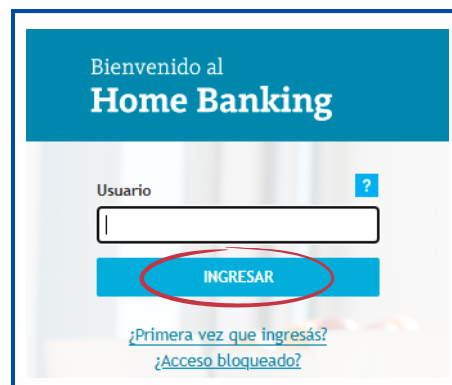 Bienvenido al
Home Banking
Usuario
?
INGRESAR
¿Primera vez que ingresás?
¿Acceso bloqueado?